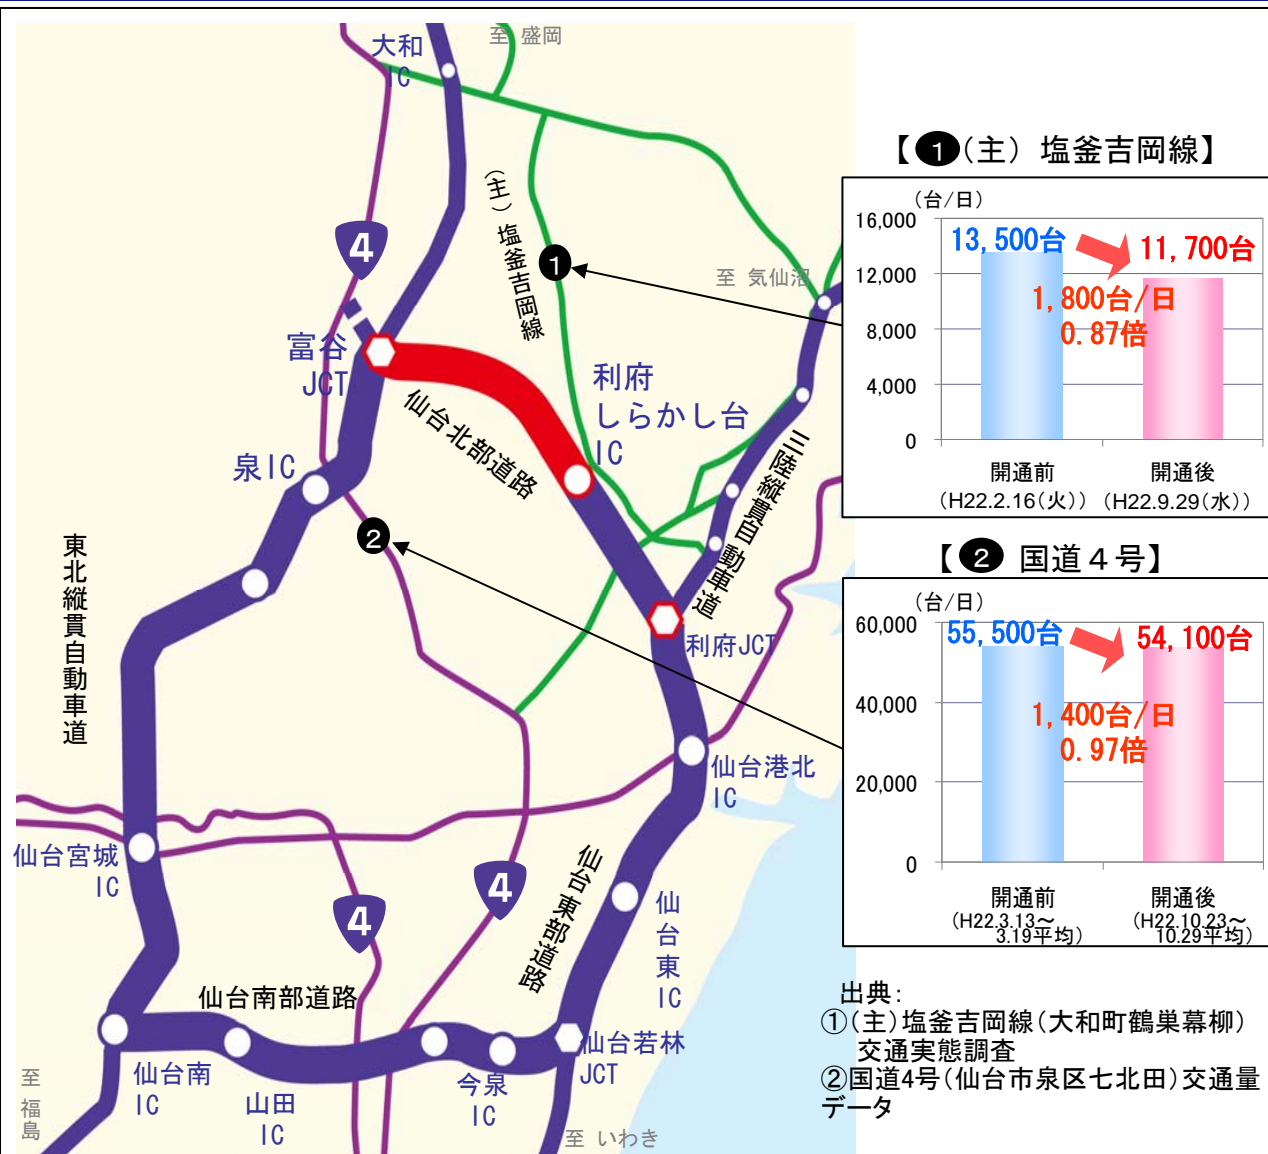 至 盛岡
大和
IC
4
(主)塩釜吉岡線
1
至 気仙沼
富谷
JCT
利府
しらかし台
IC
仙台北部道路
三陸縦貫自動車道
泉IC
2
東北縦貫自動車道
利府JCT
仙台港北
IC
仙台宮城
IC
4
4
仙台東部道路
仙台東IC
仙台南部道路
仙台若林
JCT
仙台南
IC
山田
IC
今泉
IC
至 福島
至 いわき
【1(主) 塩釜吉岡線】
(台/日)
16,000
12,000
8,000
4,000
0
13,500台
11,700台
1,800台/日
0.87倍
開通前
(H22.2.16(火))
開通後
(H22.9.29(水))
【2 国道4号】
(台/日)
60,000
40,000
20,000
0
55,500台
54,100台
1,400台/日
0.97倍
開通前
(H22.3.13~
3.19平均)
開通後
(H22.10.23~
10.29平均)
出典:
①(主)塩釜吉岡線(大和町鶴巣幕柳)
交通実態調査
②国道4号(仙台市泉区七北田)交通量
データ